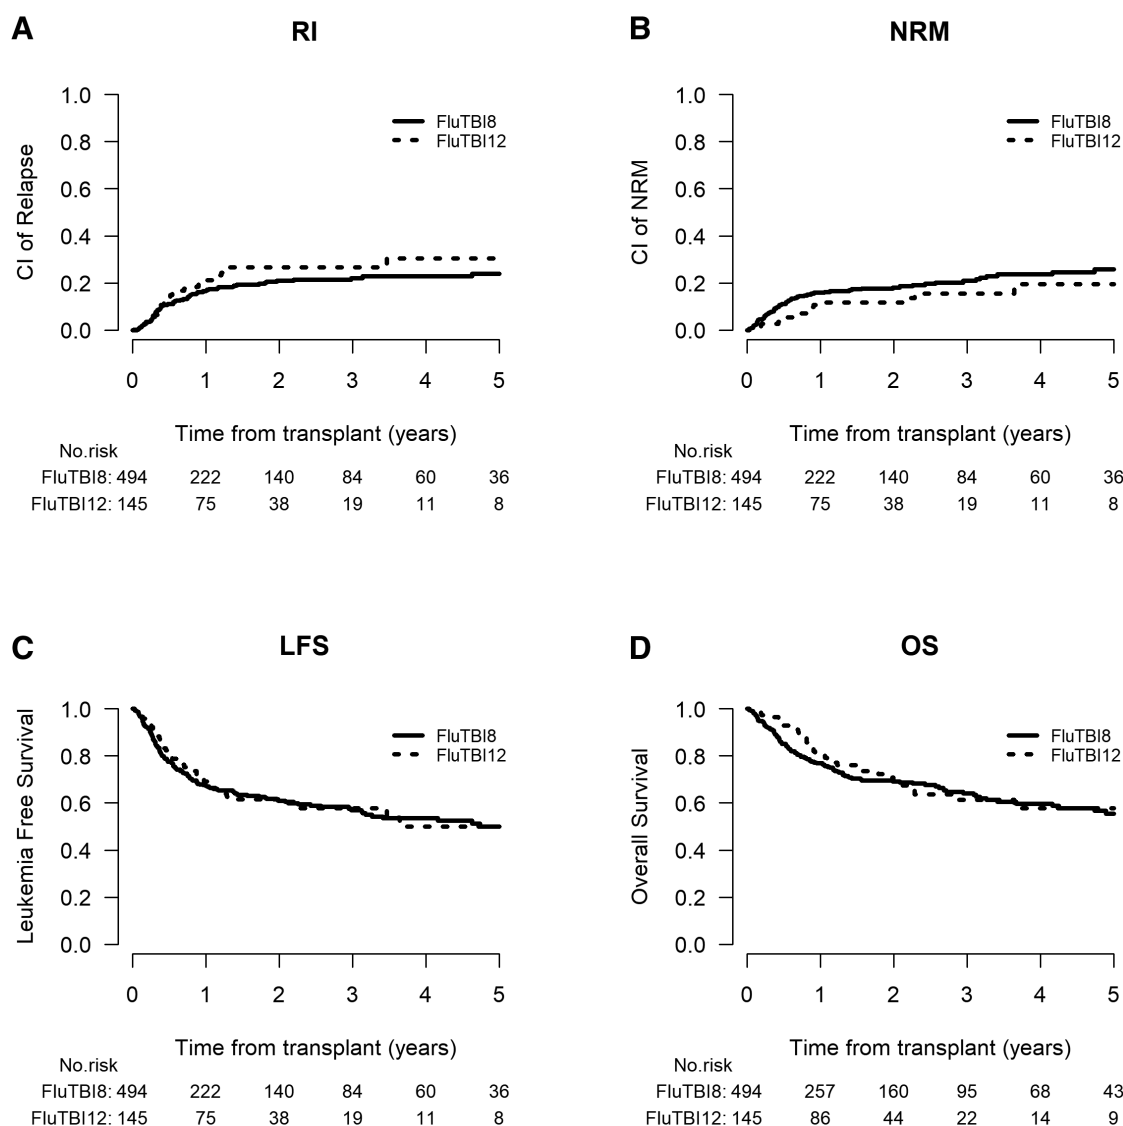 A
RI
1.0
0.8
0.6
0.4
0.2
0.0
CI of Relapse
FluTBI8
FluTBI12
0 1 2 3 4 5
Time from transplant (years)
No.risk
FluTBI8: 494 222 140 84 60 36
FluTBI12: 145 75 38 19 11 8
B
NRM
1.0
0.8
0.6
0.4
0.2
0.0
CI of NRM
FluTBI8
FluTBI12
0 1 2 3 4 5
Time from transplant (years)
No.risk
FluTBI8: 494 222 140 84 60 36
FluTBI12: 145 75 38 19 11 8
C
LFS
1.0
0.8
0.6
0.4
0.2
0.0
Leukemia Free Survival
FluTBI8
FluTBI12
0 1 2 3 4 5
Time from transplant (years)
No.risk
FluTBI8: 494 222 140 84 60 36
FluTBI12: 145 75 38 19 11 8
D
OS
1.0
0.8
0.6
0.4
0.2
0.0
Overall Survival
FluTBI8
FluTBI12
0 1 2 3 4 5
Time from transplant (years)
No.risk
FluTBI8: 494 257 160 95 68 43
FluTBI12: 145 86 44 22 14 9